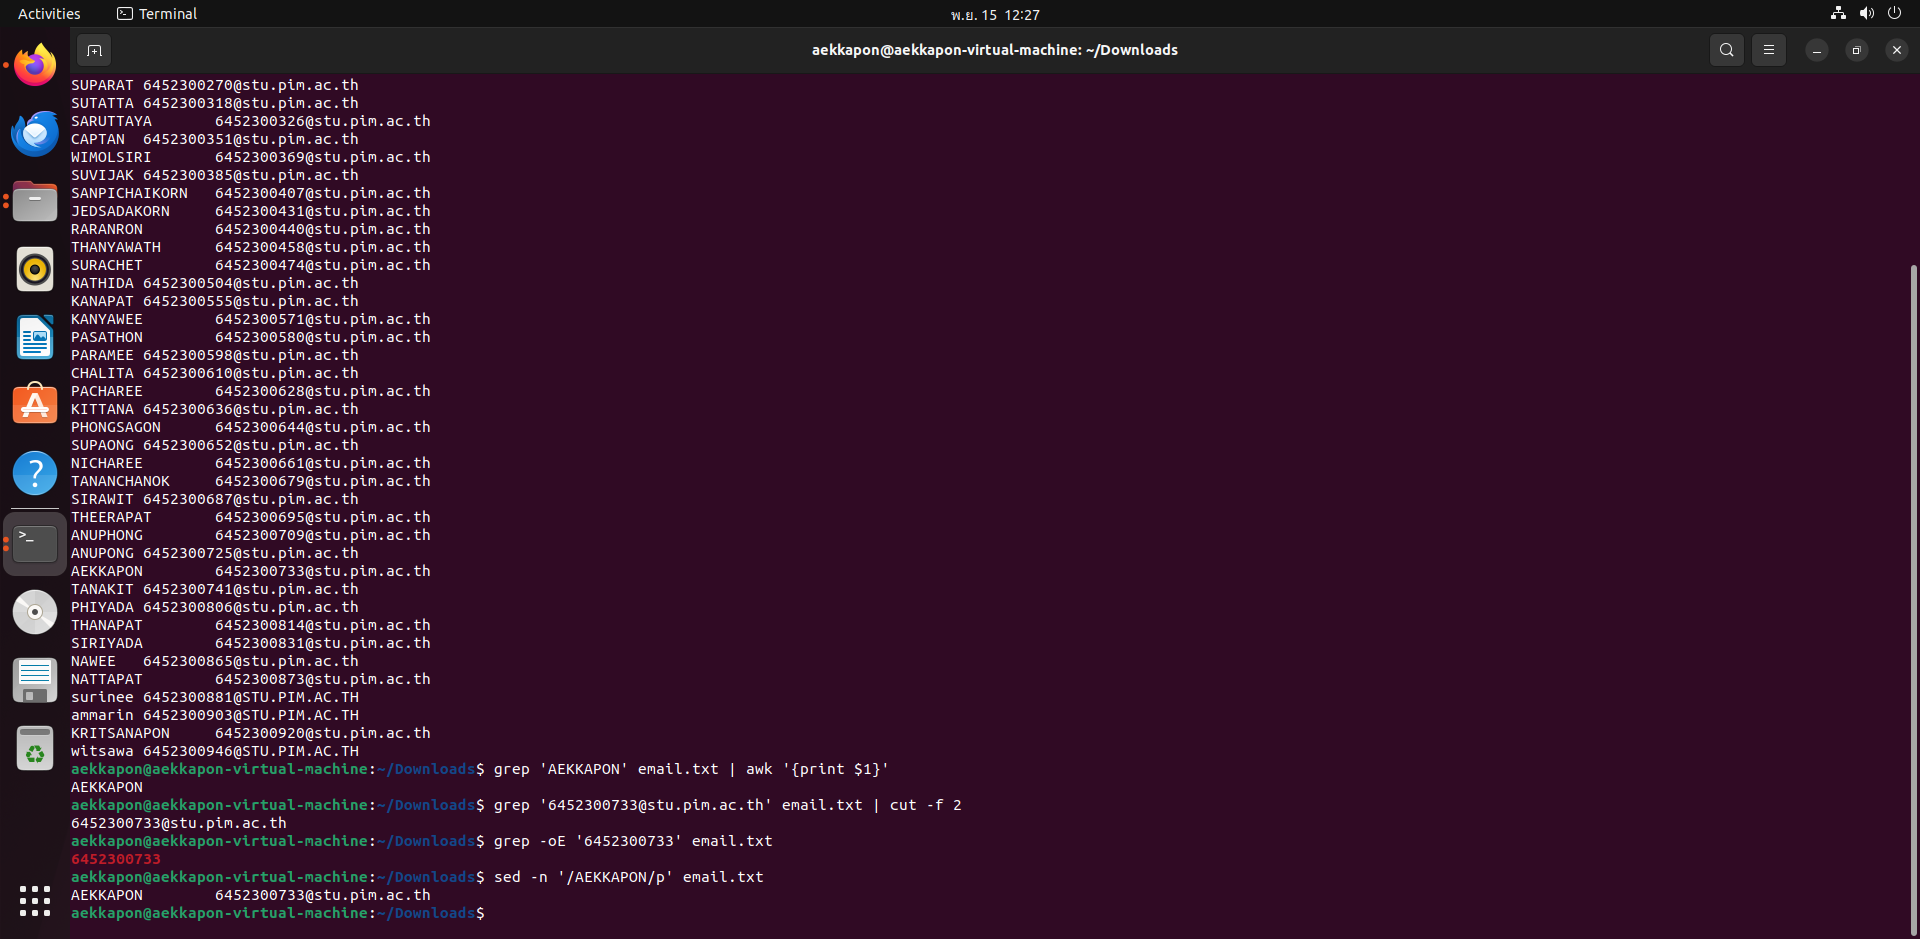 Activities Terminal พ.ย. 15 12:27
aekkapon@aekkapon-virtual-machine: ~/Downloads
SUPARAT 6452300270@stu.pim.ac.th
SUTATTA 6452300318@stu.pim.ac.th
SARUTTAYA 6452300326@stu.pim.ac.th
CAPTAN 6452300351@stu.pim.ac.th
WIMOLSIRI 6452300369@stu.pim.ac.th
SUVIJAK 6452300385@stu.pim.ac.th
SANPICHAIKORN 6452300407@stu.pim.ac.th
JEDSADAKORN 6452300431@stu.pim.ac.th
RARANRON 6452300440@stu.pim.ac.th
THANYAWATH 6452300458@stu.pim.ac.th
SURACHET 6452300474@stu.pim.ac.th
NATHIDA 6452300504@stu.pim.ac.th
KANAPAT 6452300555@stu.pim.ac.th
KANYAWEE 6452300571@stu.pim.ac.th
PASATHON 6452300580@stu.pim.ac.th
PARAMEE 6452300598@stu.pim.ac.th
CHALITA 6452300610@stu.pim.ac.th
PACHAREE 6452300628@stu.pim.ac.th
KITTANA 6452300636@stu.pim.ac.th
PHONGSAGON 6452300644@stu.pim.ac.th
SUPAONG 6452300652@stu.pim.ac.th
NICHAREE 6452300661@stu.pim.ac.th
TANANCHANOK 6452300679@stu.pim.ac.th
SIRAWIT 6452300687@stu.pim.ac.th
THEERAPAT 6452300695@stu.pim.ac.th
ANUPHONG 6452300709@stu.pim.ac.th
ANUPONG 6452300725@stu.pim.ac.th
AEKKAPON 6452300733@stu.pim.ac.th
TANAKIT 6452300741@stu.pim.ac.th
PHIYADA 6452300806@stu.pim.ac.th
THANAPAT 6452300814@stu.pim.ac.th
SIRIYADA 6452300831@stu.pim.ac.th
NAWEE 6452300865@stu.pim.ac.th
NATTAPAT 6452300873@stu.pim.ac.th
surinee 6452300881@STU.PIM.AC.TH
ammarin 6452300903@STU.PIM.AC.TH
KRITSANAPON 6452300920@stu.pim.ac.th
witsawa 6452300946@STU.PIM.AC.TH
aekkapon@aekkapon-virtual-machine:~/Downloads$ grep 'AEKKAPON' email.txt | awk '{print $1}'
AEKKAPON
aekkapon@aekkapon-virtual-machine:~/Downloads$ grep '6452300733@stu.pim.ac.th' email.txt | cut -f 2
6452300733@stu.pim.ac.th
aekkapon@aekkapon-virtual-machine:~/Downloads$ grep -oE '6452300733' email.txt
6452300733
aekkapon@aekkapon-virtual-machine:~/Downloads$ sed -n '/AEKKAPON/p' email.txt
AEKKAPON 6452300733@stu.pim.ac.th
aekkapon@aekkapon-virtual-machine:~/Downloads$